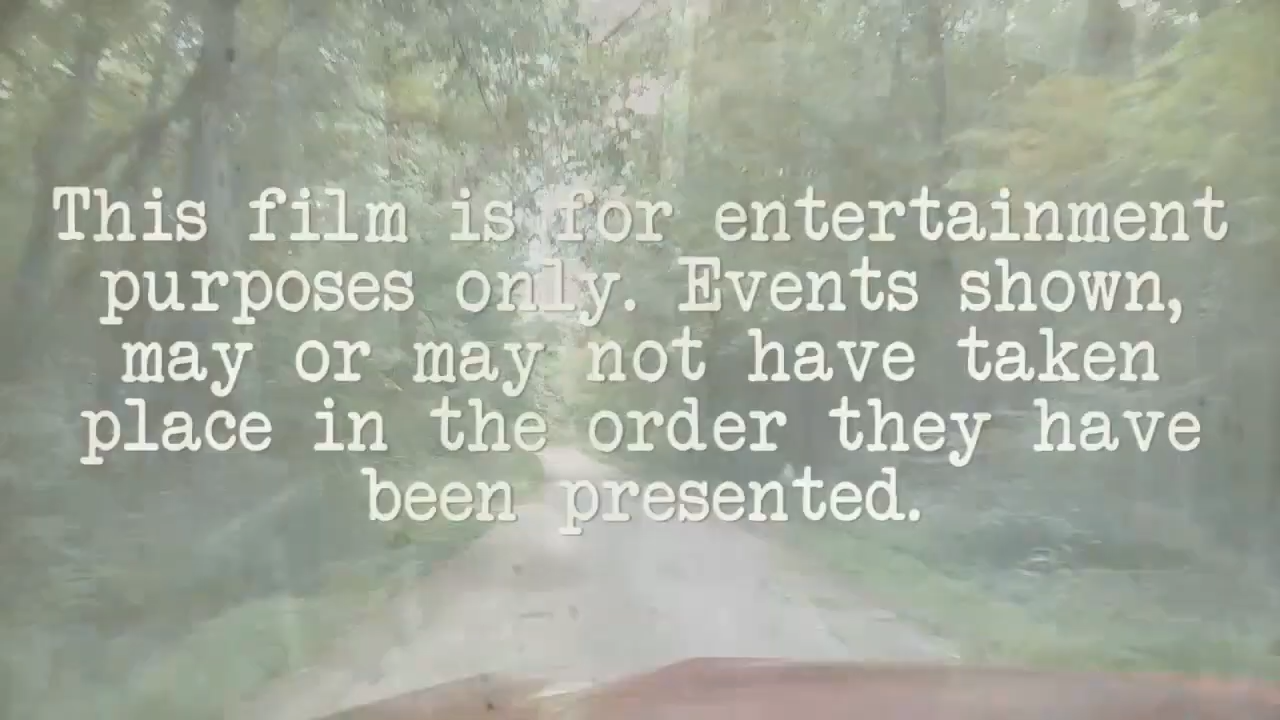 This film is for entertainment
purposes only. Events shown,
may or may not have taken
place in the order they have
been presented.